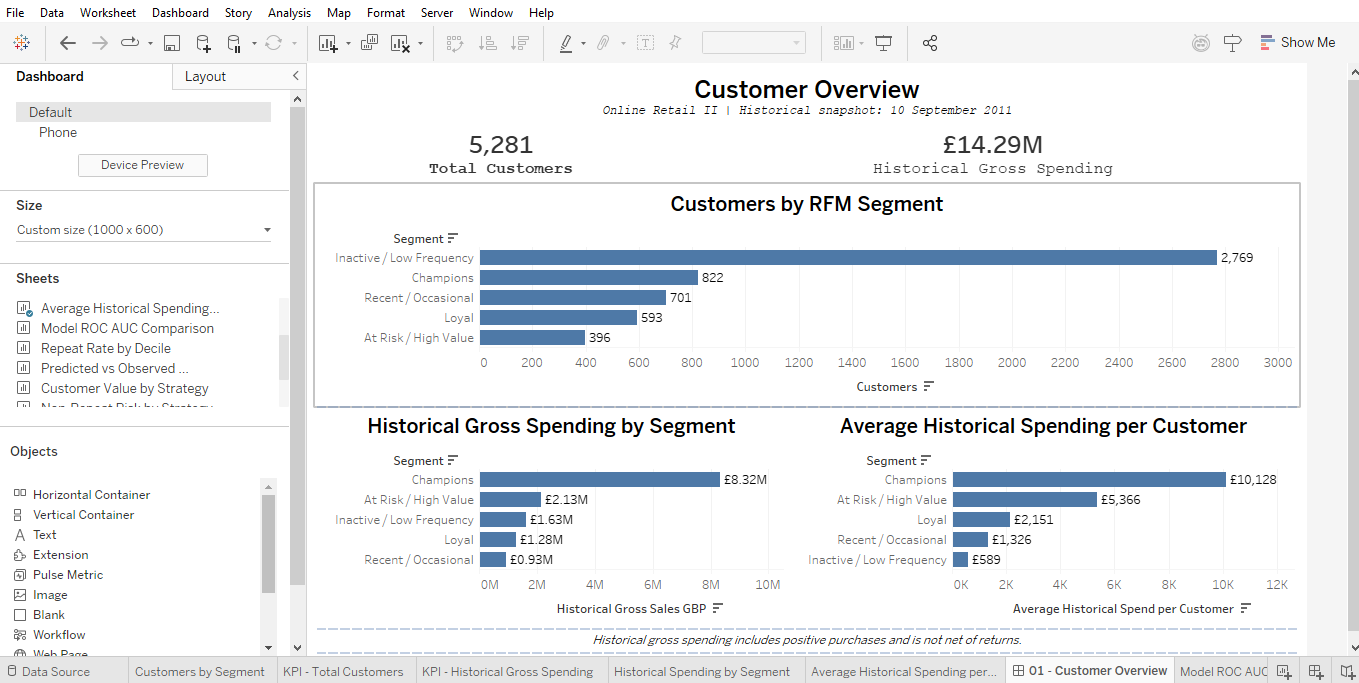 File Data Worksheet Dashboard Story Analysis Map Format Server Window Help
Show Me
Dashboard Layout
Default
Phone
Device Preview
Size
Custom size (1000 x 600)
Sheets
Average Historical Spending...
Model ROC AUC Comparison
Repeat Rate by Decile
Predicted vs Observed ...
Customer Value by Strategy
Non-Repeat Risk by Strategy
Objects
Horizontal Container
Vertical Container
Text
Extension
Pulse Metric
Image
Blank
Workflow
Web Page
Customer Overview
Online Retail II | Historical snapshot: 10 September 2011
5,281
Total Customers
£14.29M
Historical Gross Spending
Customers by RFM Segment
Segment
Inactive / Low Frequency 2,769
Champions 822
Recent / Occasional 701
Loyal 593
At Risk / High Value 396
0 200 400 600 800 1000 1200 1400 1600 1800 2000 2200 2400 2600 2800 3000
Customers
Historical Gross Spending by Segment
Segment
Champions £8.32M
At Risk / High Value £2.13M
Inactive / Low Frequency £1.63M
Loyal £1.28M
Recent / Occasional £0.93M
0M 2M 4M 6M 8M 10M
Historical Gross Sales GBP
Average Historical Spending per Customer
Segment
Champions £10,128
At Risk / High Value £5,366
Loyal £2,151
Recent / Occasional £1,326
Inactive / Low Frequency £589
0K 2K 4K 6K 8K 10K 12K
Average Historical Spend per Customer
Historical gross spending includes positive purchases and is not net of returns.
Data Source Customers by Segment KPI - Total Customers KPI - Historical Gross Spending Historical Spending by Segment Average Historical Spending per... 01 - Customer Overview Model ROC AUC